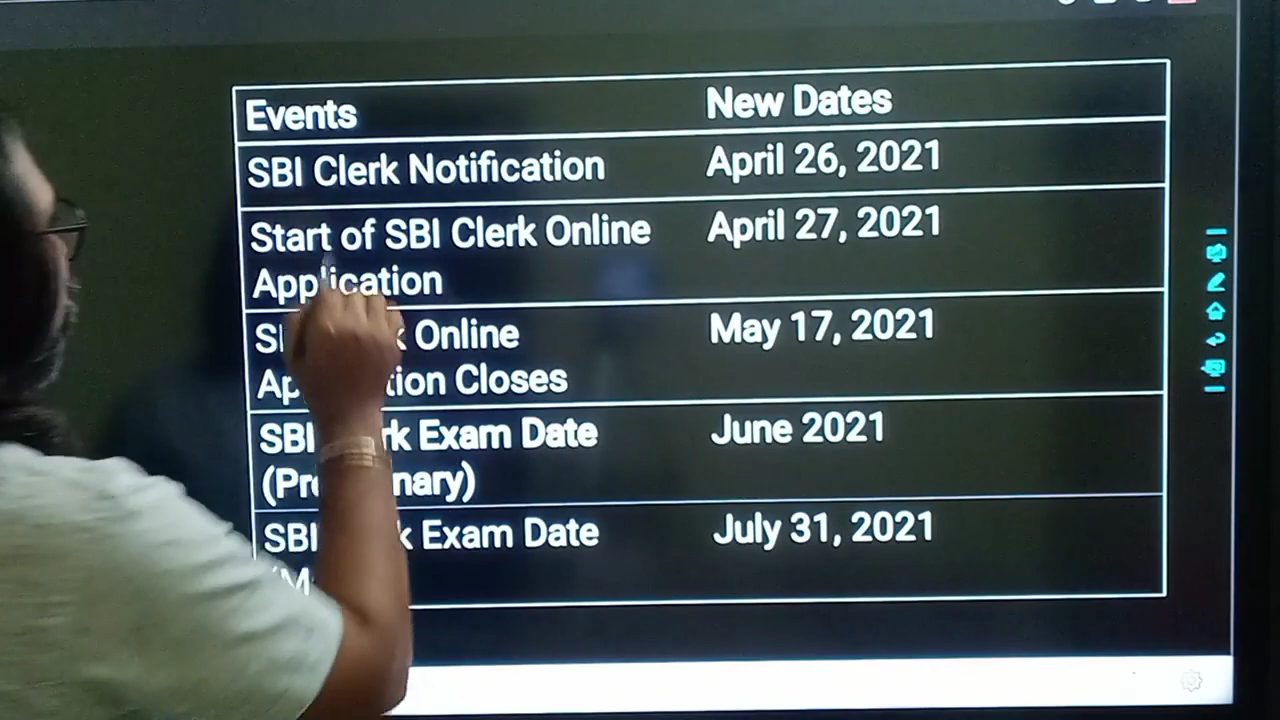 Events New Dates
SBI Clerk Notification April 26, 2021
Start of SBI Clerk Online April 27, 2021
Application
Online May 17, 2021
Closes
SBI Exam Date June 2021
SBI Exam Date July 31, 2021